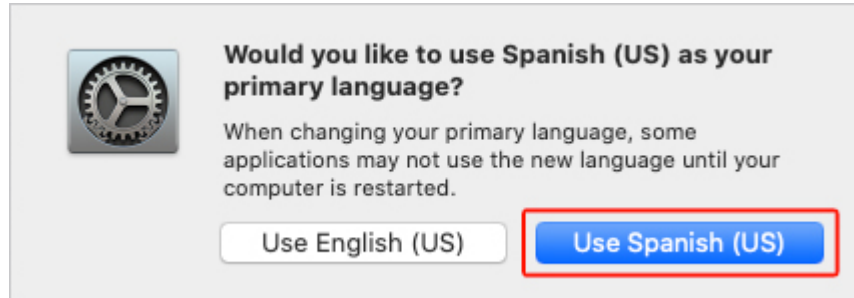 Would you like to use Spanish (US) as your
primary language?
When changing your primary language, some
applications may not use the new language until your
computer is restarted.
Use English (US)
Use Spanish (US)